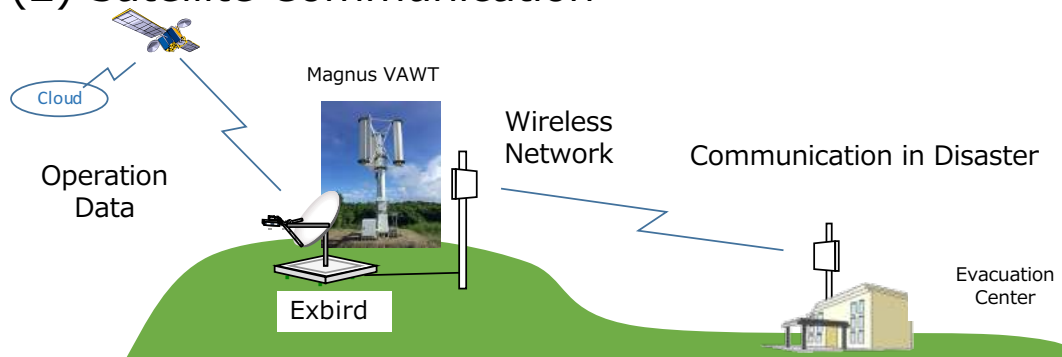 (2) Satellite Communication
Magnus VAWT
Cloud
Wireless
Network
Communication in Disaster
Operation
Data
Evacuation
Center
Exbird